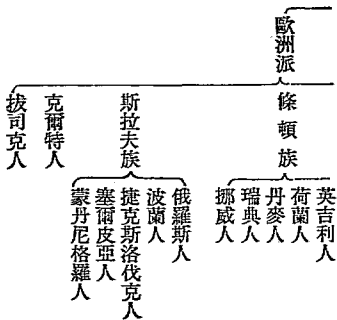 歐洲派
條頓族
英吉利人
荷蘭人
丹麥人
瑞典人
挪威人
斯拉夫族
俄羅斯人
波蘭人
捷克斯洛伐克人
塞爾皮亞人
蒙丹尼格羅人
克爾特人
拔司克人